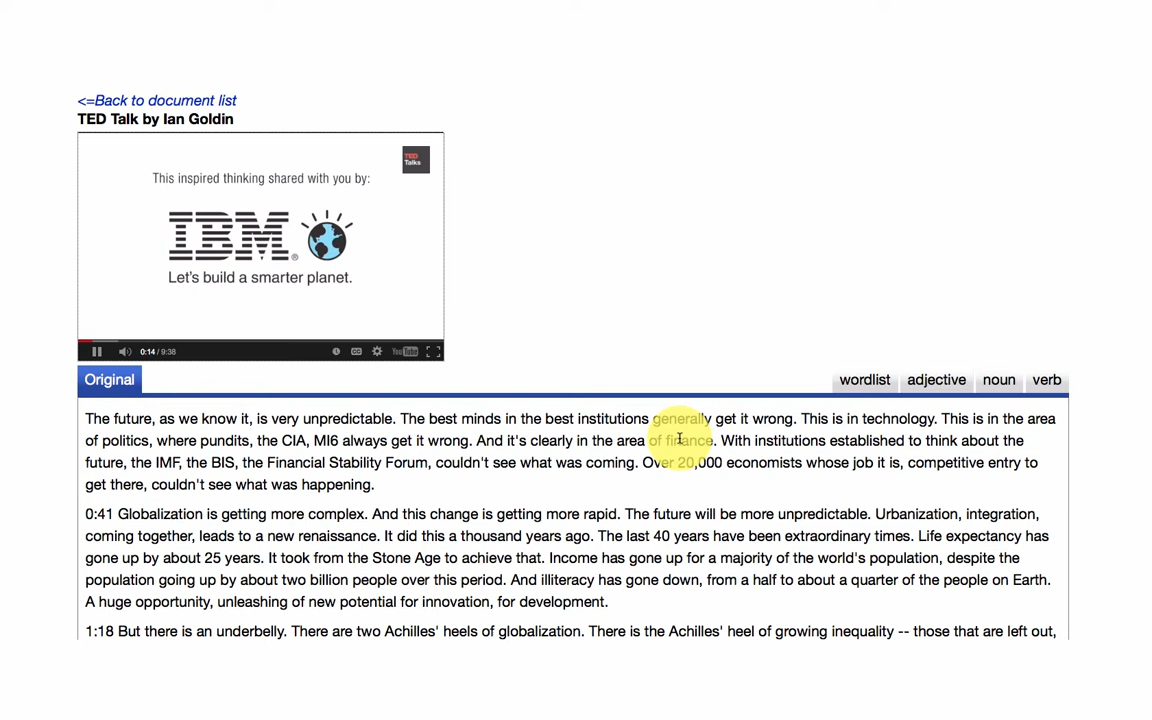 <=Back to document list
TED Talk by Ian Goldin
TED
Talks
This inspired thinking shared with you by:
IBM®
Let's build a smarter planet.
0:14 / 9:38
CC
YouTube
Original
wordlist
adjective
noun
verb
The future, as we know it, is very unpredictable. The best minds in the best institutions generally get it wrong. This is in technology. This is in the area
of politics, where pundits, the CIA, MI6 always get it wrong. And it's clearly in the area of finance. With institutions established to think about the
future, the IMF, the BIS, the Financial Stability Forum, couldn't see what was coming. Over 20,000 economists whose job it is, competitive entry to
get there, couldn't see what was happening.
0:41 Globalization is getting more complex. And this change is getting more rapid. The future will be more unpredictable. Urbanization, integration,
coming together, leads to a new renaissance. It did this a thousand years ago. The last 40 years have been extraordinary times. Life expectancy has
gone up by about 25 years. It took from the Stone Age to achieve that. Income has gone up for a majority of the world's population, despite the
population going up by about two billion people over this period. And illiteracy has gone down, from a half to about a quarter of the people on Earth.
A huge opportunity, unleashing of new potential for innovation, for development.
1:18 But there is an underbelly. There are two Achilles' heels of globalization. There is the Achilles' heel of growing inequality -- those that are left out,